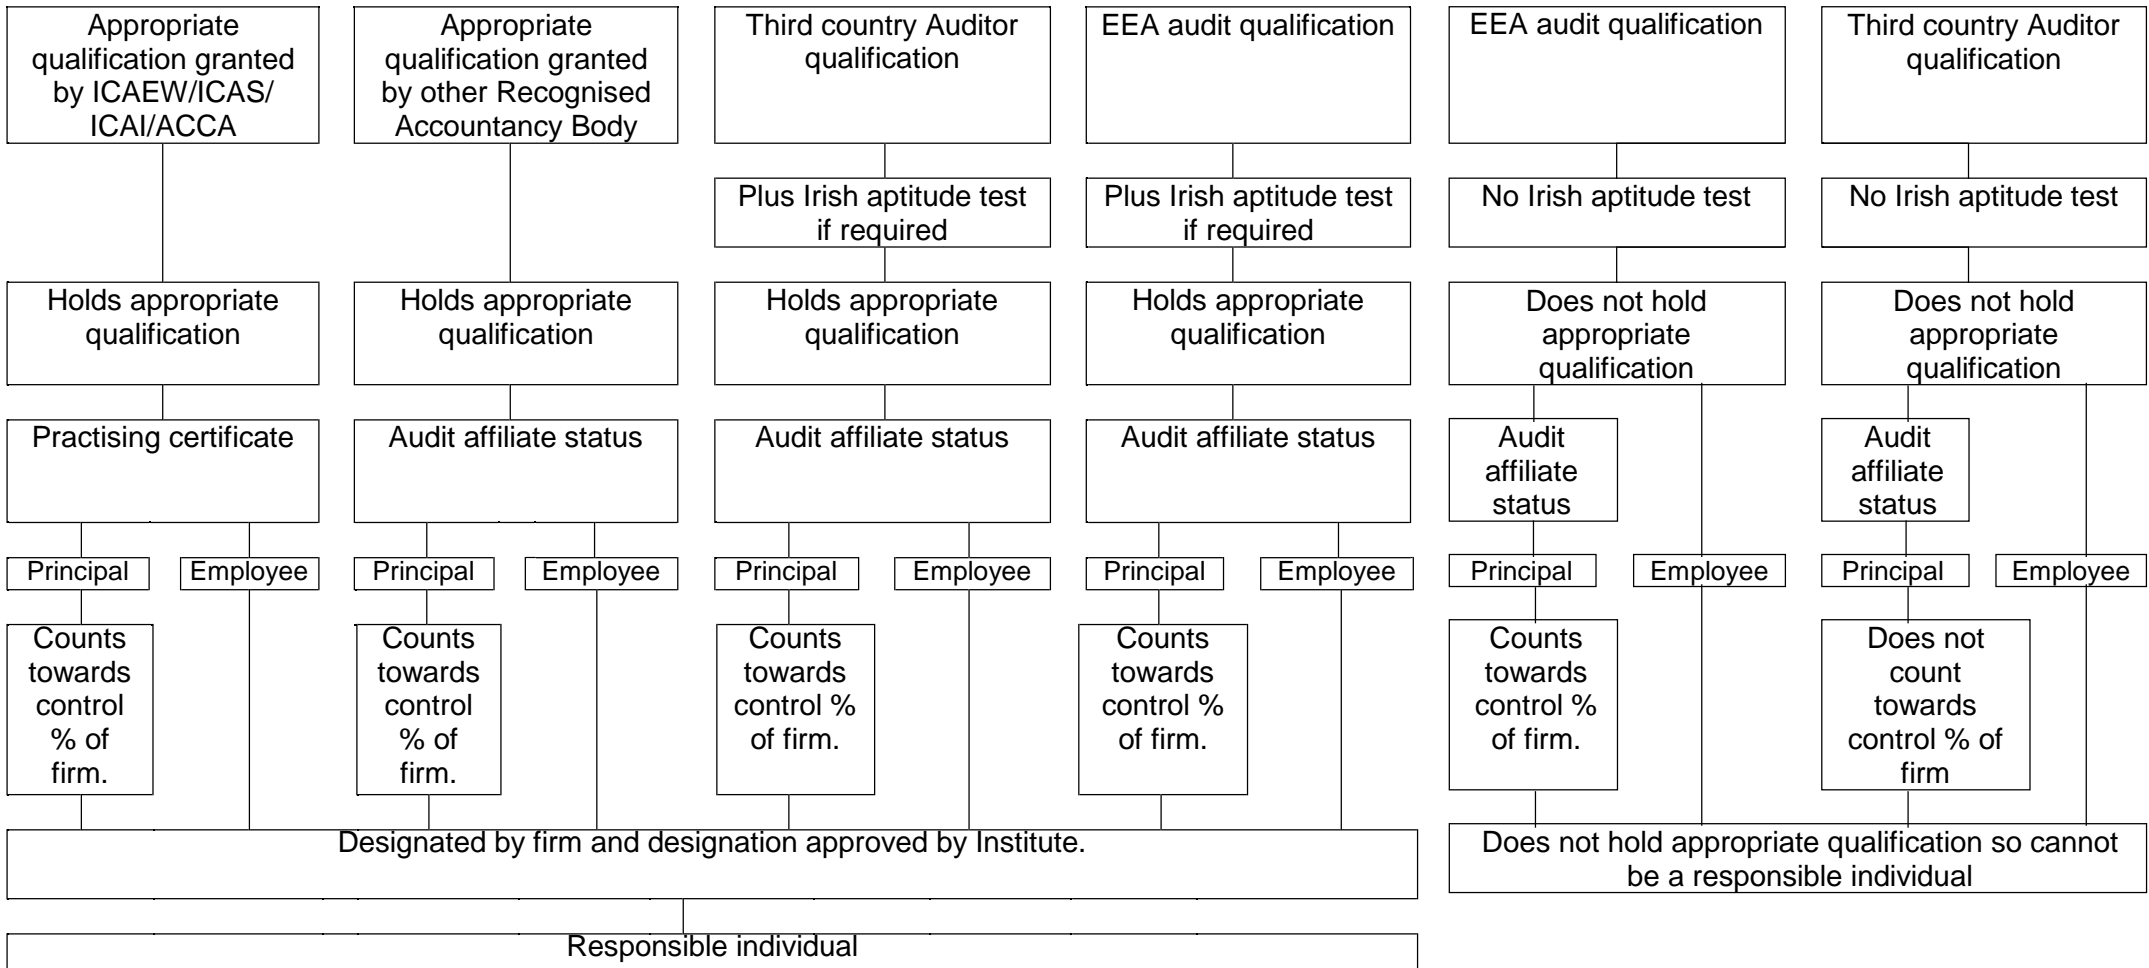 Appropriate
qualification granted
by ICAEW/ICAS/
ICAI/ACCA
Appropriate
qualification granted
by other Recognised
Accountancy Body
Third country Auditor
qualification
EEA audit qualification
EEA audit qualification
Third country Auditor
qualification
Plus Irish aptitude test
if required
Plus Irish aptitude test
if required
No Irish aptitude test
No Irish aptitude test
Holds appropriate
qualification
Holds appropriate
qualification
Holds appropriate
qualification
Holds appropriate
qualification
Does not hold
appropriate
qualification
Does not hold
appropriate
qualification
Practising certificate
Audit affiliate status
Audit affiliate status
Audit affiliate status
Audit
affiliate
status
Audit
affiliate
status
Principal
Employee
Principal
Employee
Principal
Employee
Principal
Employee
Principal
Employee
Principal
Employee
Counts
towards
control
% of
firm.
Counts
towards
control
% of
firm.
Counts
towards
control %
of firm.
Counts
towards
control %
of firm.
Counts
towards
control %
of firm.
Does not
count
towards
control % of
firm
Designated by firm and designation approved by Institute.
Does not hold appropriate qualification so cannot
be a responsible individual
Responsible individual